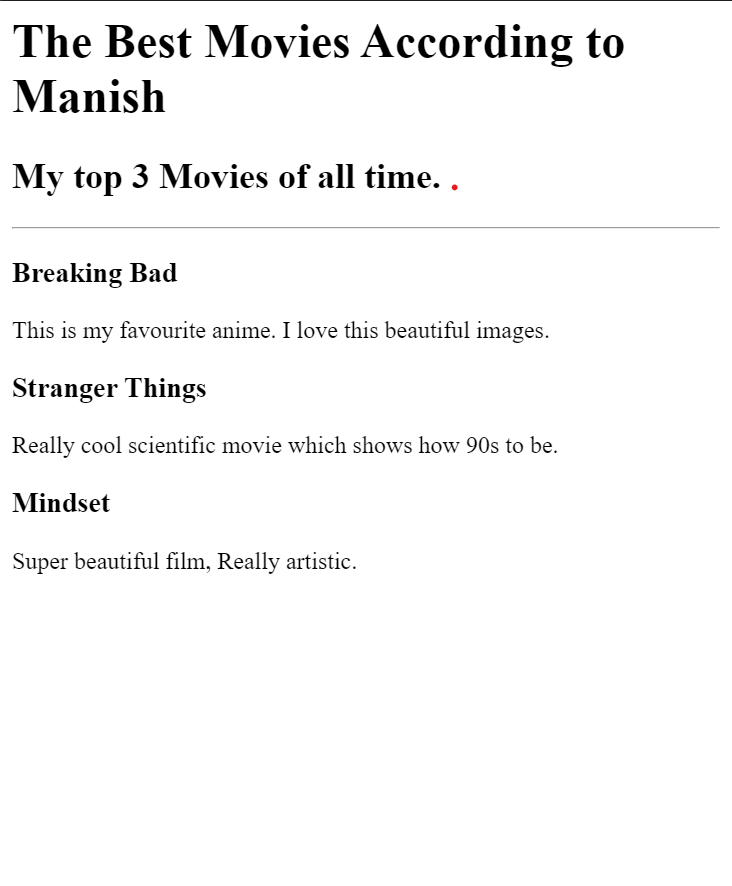 The Best Movies According to
Manish
My top 3 Movies of all time. .
Breaking Bad
This is my favourite anime. I love this beautiful images.
Stranger Things
Really cool scientific movie which shows how 90s to be.
Mindset
Super beautiful film, Really artistic.